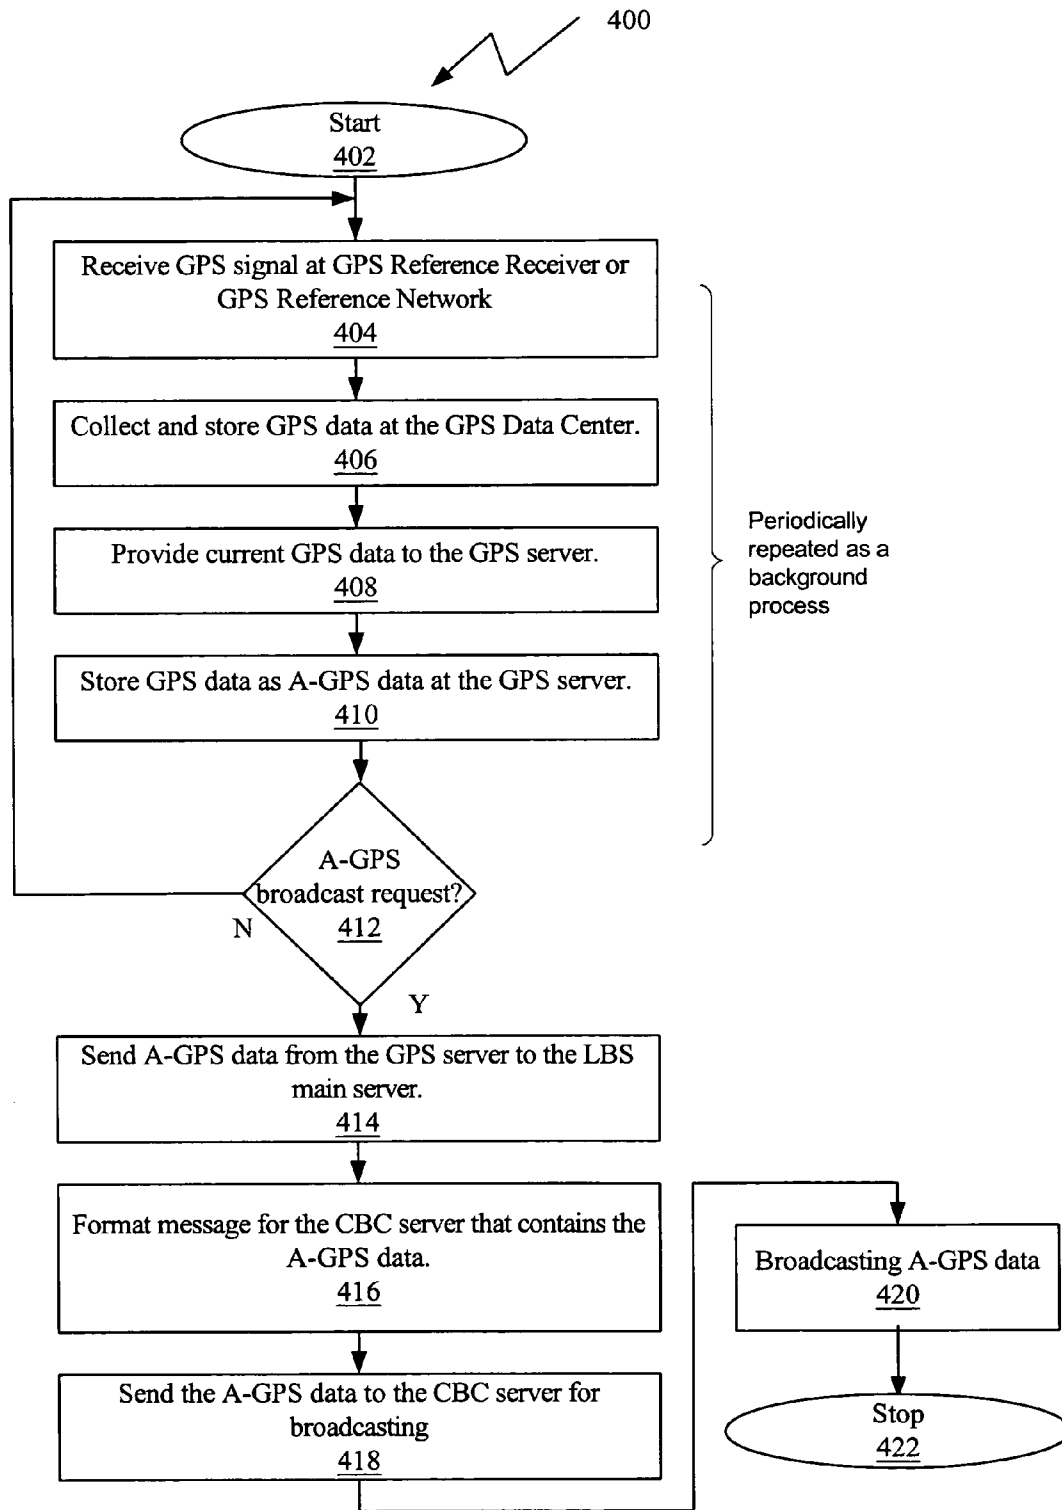 400
Start
402
Receive GPS signal at GPS Reference Receiver or
GPS Reference Network
404
Collect and store GPS data at the GPS Data Center.
406
Provide current GPS data to the GPS server.
408
Store GPS data as A-GPS data at the GPS server.
410
Periodically
repeated as a
background
process
A-GPS
broadcast request?
412
N
Y
Send A-GPS data from the GPS server to the LBS
main server.
414
Format message for the CBC server that contains the
A-GPS data.
416
Send the A-GPS data to the CBC server for
broadcasting
418
Broadcasting A-GPS data
420
Stop
422